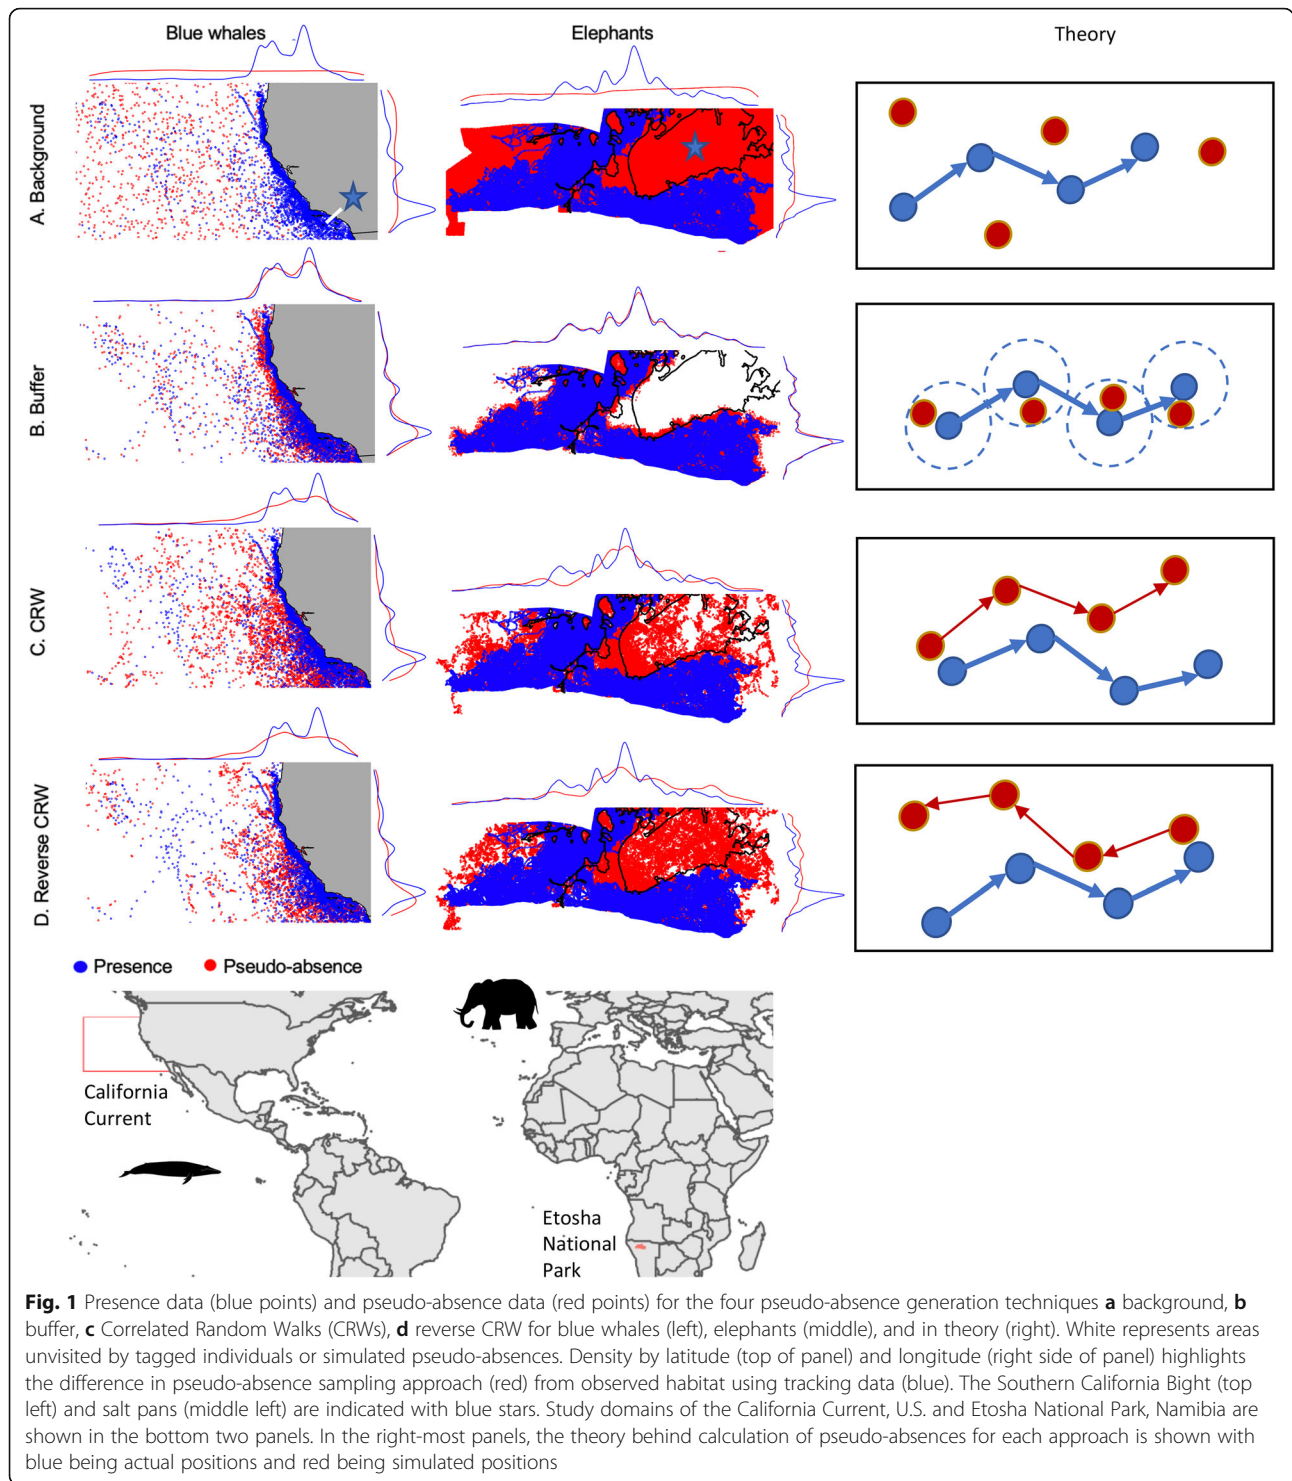 Blue whales
Elephants
Theory
A. Background
B. Buffer
C. CRW
D. Reverse CRW
Presence
Pseudo-absence
California
Current
Etosha
National
Park
Fig. 1 Presence data (blue points) and pseudo-absence data (red points) for the four pseudo-absence generation techniques a background, b
buffer, c Correlated Random Walks (CRWs), d reverse CRW for blue whales (left), elephants (middle), and in theory (right). White represents areas
unvisited by tagged individuals or simulated pseudo-absences. Density by latitude (top of panel) and longitude (right side of panel) highlights
the difference in pseudo-absence sampling approach (red) from observed habitat using tracking data (blue). The Southern California Bight (top
left) and salt pans (middle left) are indicated with blue stars. Study domains of the California Current, U.S. and Etosha National Park, Namibia are
shown in the bottom two panels. In the right-most panels, the theory behind calculation of pseudo-absences for each approach is shown with
blue being actual positions and red being simulated positions